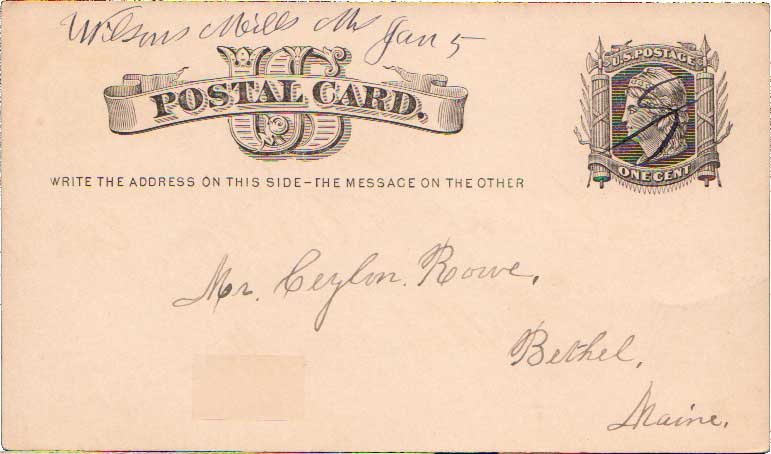 Wilsons Mills Me Jan 5
US
POSTAL CARD.
U.S. POSTAGE
ONE CENT
WRITE THE ADDRESS ON THIS SIDE - THE MESSAGE ON THE OTHER
Mr. Ceylon. Rowe,
Bethel,
Maine.